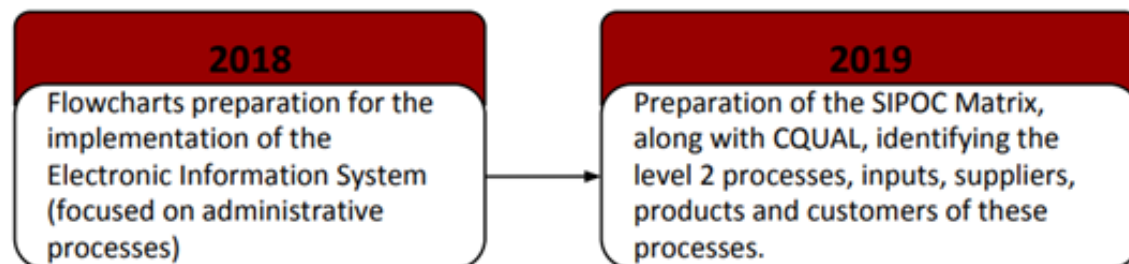 2018
Flowcharts preparation for the
implementation of the
Electronic Information System
(focused on administrative
processes)
2019
Preparation of the SIPOC Matrix,
along with CQUAL, identifying the
level 2 processes, inputs, suppliers,
products and customers of these
processes.